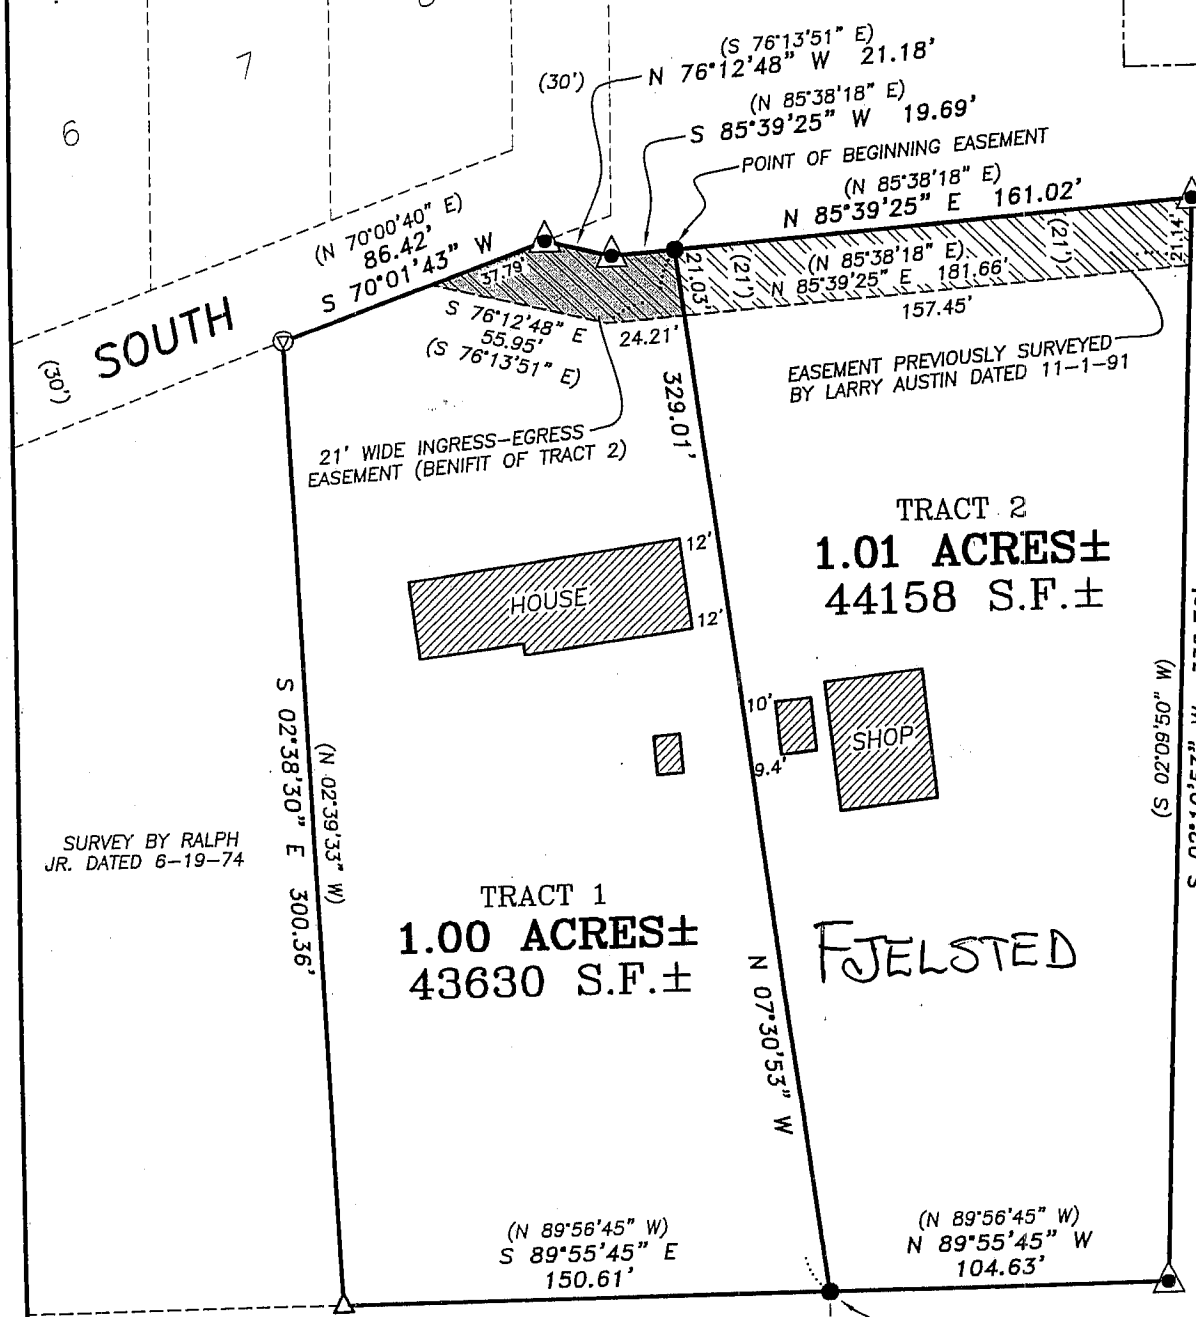 7
6
(30')
(S 76°13'51" E)
N 76°12'48" W 21.18'
(N 85°38'18" E)
S 85°39'25" W 19.69'
POINT OF BEGINNING EASEMENT
(N 85°38'18" E)
N 85°39'25" E 161.02'
(N 70°00'40" E)
86.42'
S 70°01'43" W
SOUTH
(30')
37.79'
21.03'
(21')
(N 85°38'18" E)
N 85°39'25" E 181.66'
(21')
21.14'
157.45'
S 76°12'48" E
55.95'
(S 76°13'51" E)
24.21'
329.01'
EASEMENT PREVIOUSLY SURVEYED
BY LARRY AUSTIN DATED 11-1-91
21' WIDE INGRESS-EGRESS
EASEMENT (BENIFIT OF TRACT 2)
TRACT 2
1.01 ACRES±
44158 S.F.±
HOUSE
12'
12'
10'
9.4'
SHOP
S 02°38'30" E 300.36'
(N 02°39'33" W)
(S 02°09'50" W)
SURVEY BY RALPH
JR. DATED 6-19-74
TRACT 1
1.00 ACRES±
43630 S.F.±
FJELSTED
N 07°30'53" W
(N 89°56'45" W)
S 89°55'45" E
150.61'
(N 89°56'45" W)
N 89°55'45" W
104.63'